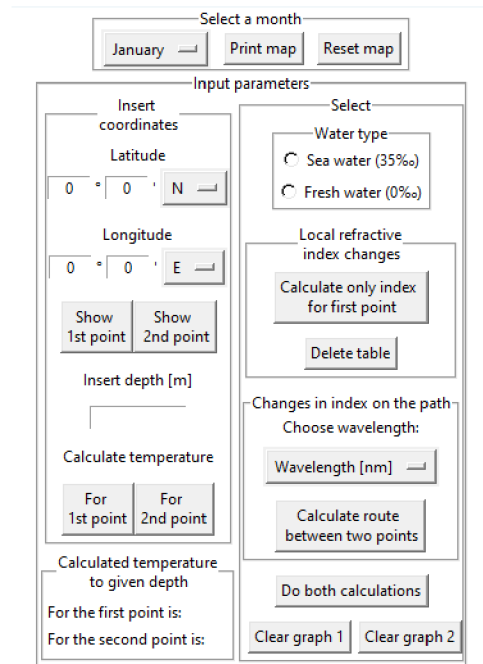 Select a month
January
Print map
Reset map
Input parameters
Insert
coordinates
Latitude
0 ° 0 ' N
Longitude
0 ° 0 ' E
Show
1st point
Show
2nd point
Insert depth [m]
Calculate temperature
For
1st point
For
2nd point
Calculated temperature
to given depth
For the first point is:
For the second point is:
Select
Water type
Sea water (35‰)
Fresh water (0‰)
Local refractive
index changes
Calculate only index
for first point
Delete table
Changes in index on the path
Choose wavelength:
Wavelength [nm]
Calculate route
between two points
Do both calculations
Clear graph 1
Clear graph 2